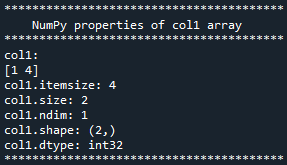 ****************************************
NumPy properties of col1 array
****************************************
col1:
[1 4]
col1.itemsize: 4
col1.size: 2
col1.ndim: 1
col1.shape: (2,)
col1.dtype: int32
****************************************